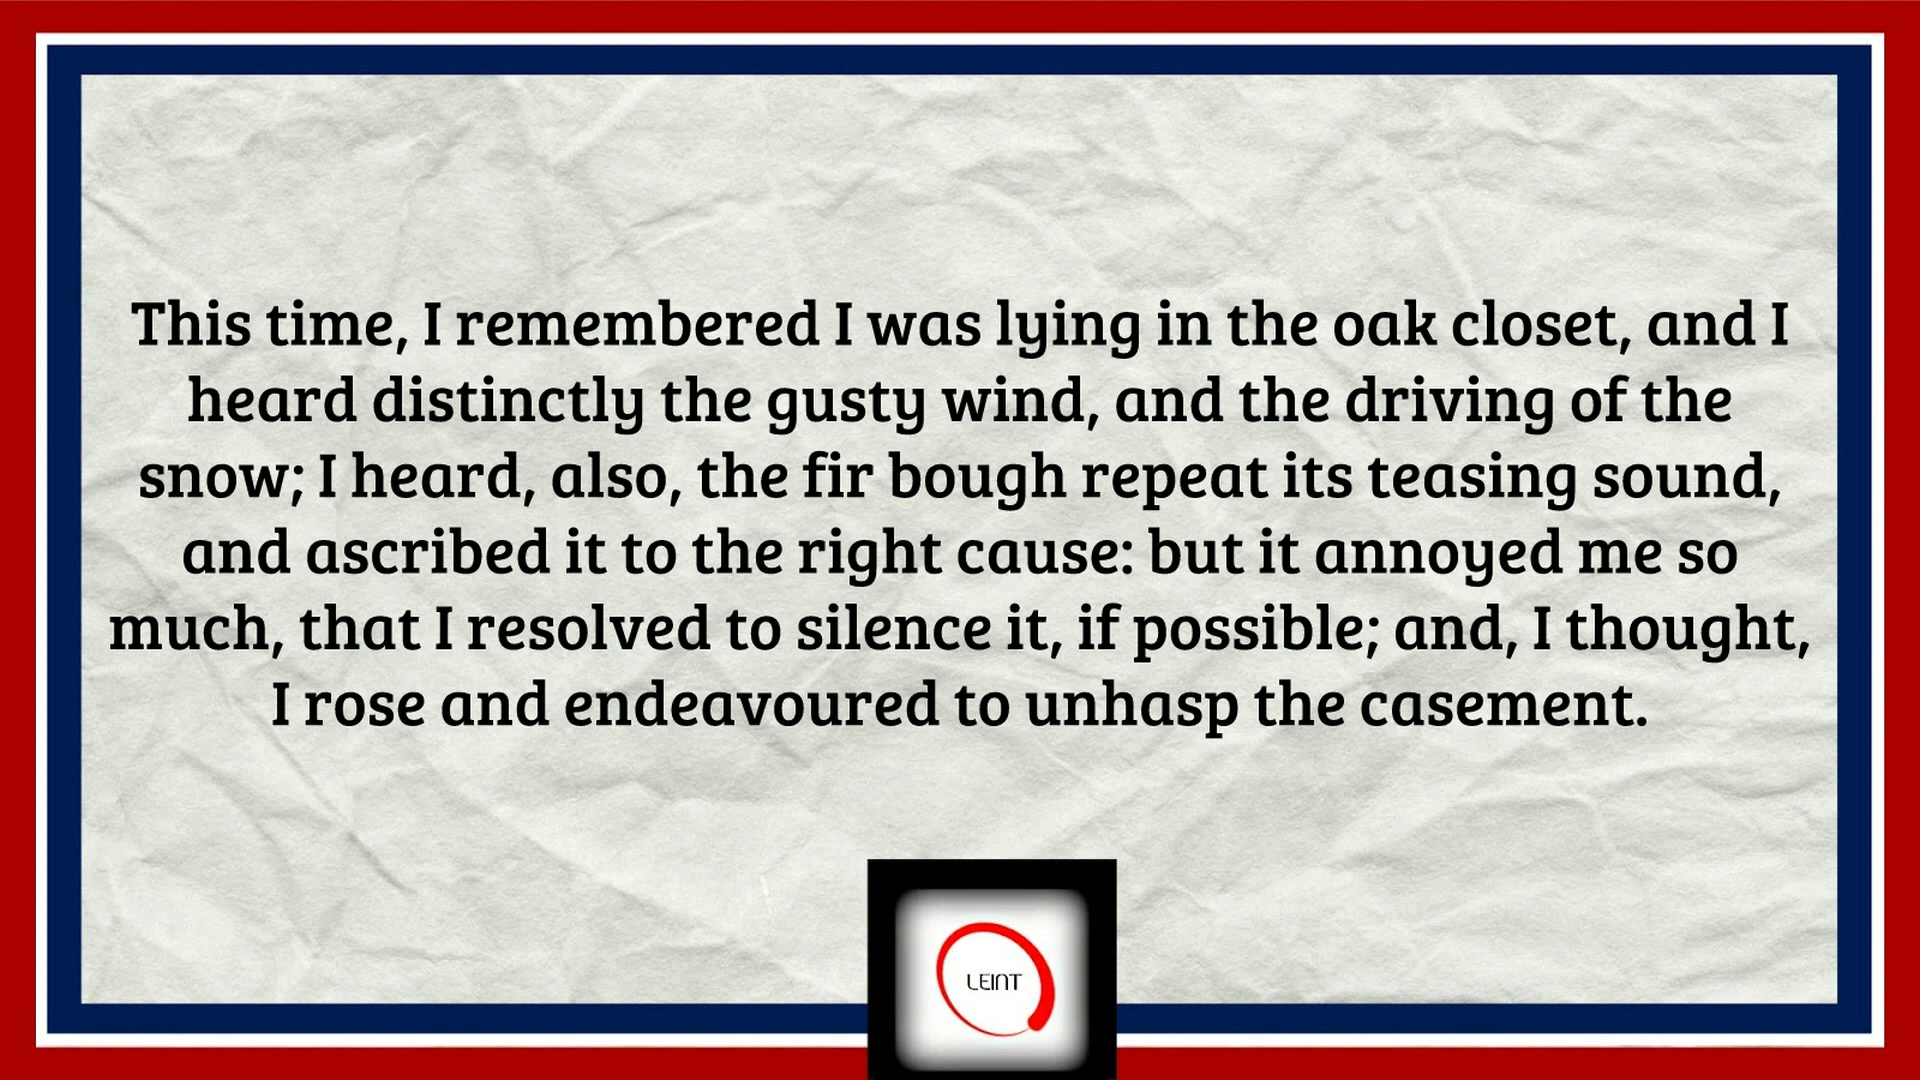 This time, I remembered I was lying in the oak closet, and I
heard distinctly the gusty wind, and the driving of the
snow; I heard, also, the fir bough repeat its teasing sound,
and ascribed it to the right cause: but it annoyed me so
much, that I resolved to silence it, if possible; and, I thought,
I rose and endeavoured to unhasp the casement.
LEINT